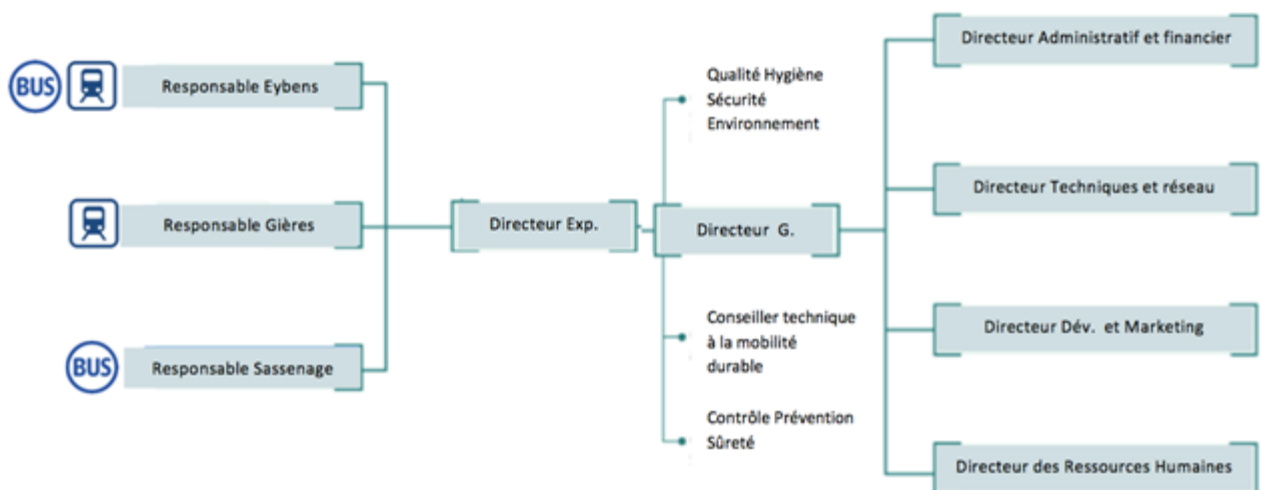 BUS
Responsable Eybens
Responsable Gières
BUS
Responsable Sassenage
Directeur Exp.
Directeur G.
Qualité Hygiène
Sécurité
Environnement
Conseiller technique
à la mobilité
durable
Contrôle Prévention
Sûreté
Directeur Administratif et financier
Directeur Techniques et réseau
Directeur Dév. et Marketing
Directeur des Ressources Humaines